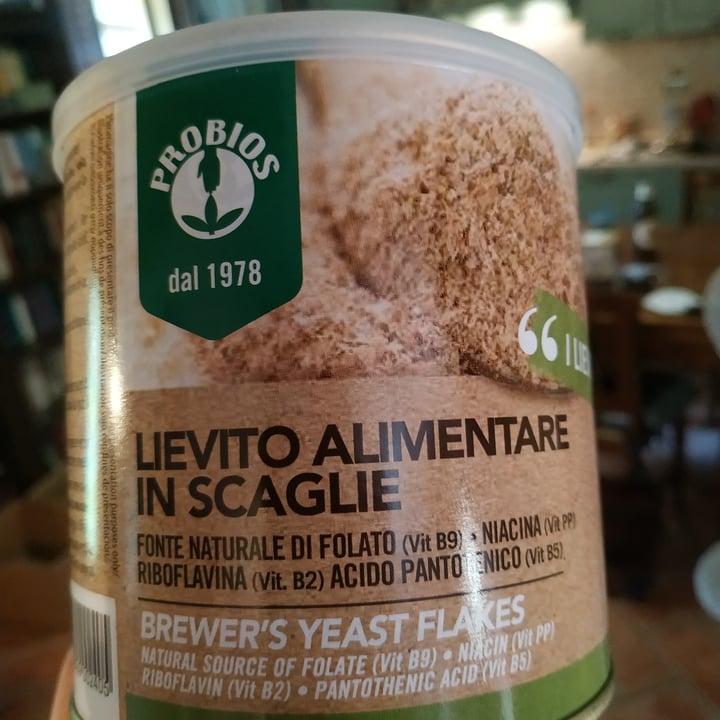 PROBIOS
dal 1978
“ I LIE
LIEVITO ALIMENTARE
IN SCAGLIE
FONTE NATURALE DI FOLATO (Vit B9) • NIACINA (Vit PP)
RIBOFLAVINA (Vit. B2) ACIDO PANTOTENICO (Vit B5)
BREWER'S YEAST FLAKES
NATURAL SOURCE OF FOLATE (Vit B9) • NIACIN (Vit PP)
RIBOFLAVIN (Vit B2) • PANTOTHENIC ACID (Vit B5)